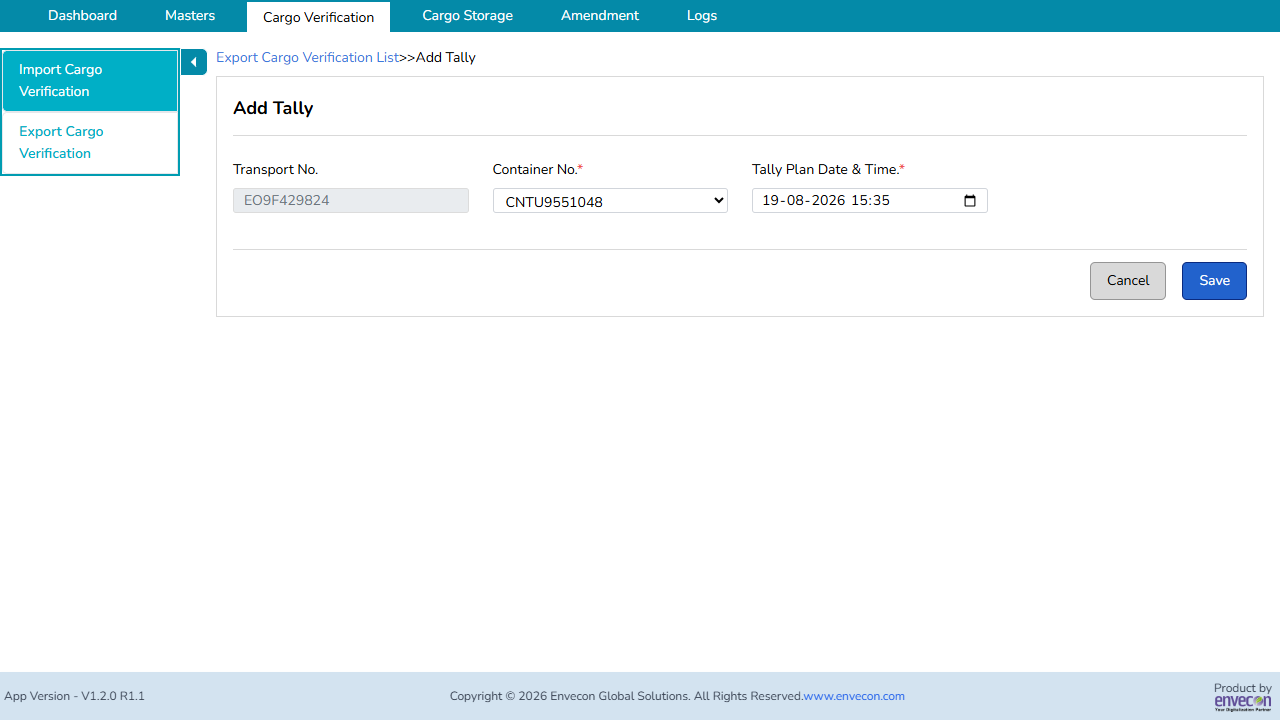 Dashboard Masters Cargo Verification Cargo Storage Amendment Logs
Import Cargo
Verification
Export Cargo
Verification
Export Cargo Verification List>>Add Tally
Add Tally
Transport No. Container No.* Tally Plan Date & Time.*
EO9F429824 CNTU9551048 19-08-2026 15:35
Cancel Save
App Version - V1.2.0 R1.1
Copyright © 2026 Envecon Global Solutions. All Rights Reserved.www.envecon.com
Product by
envecon
Your Digitalisation Partner